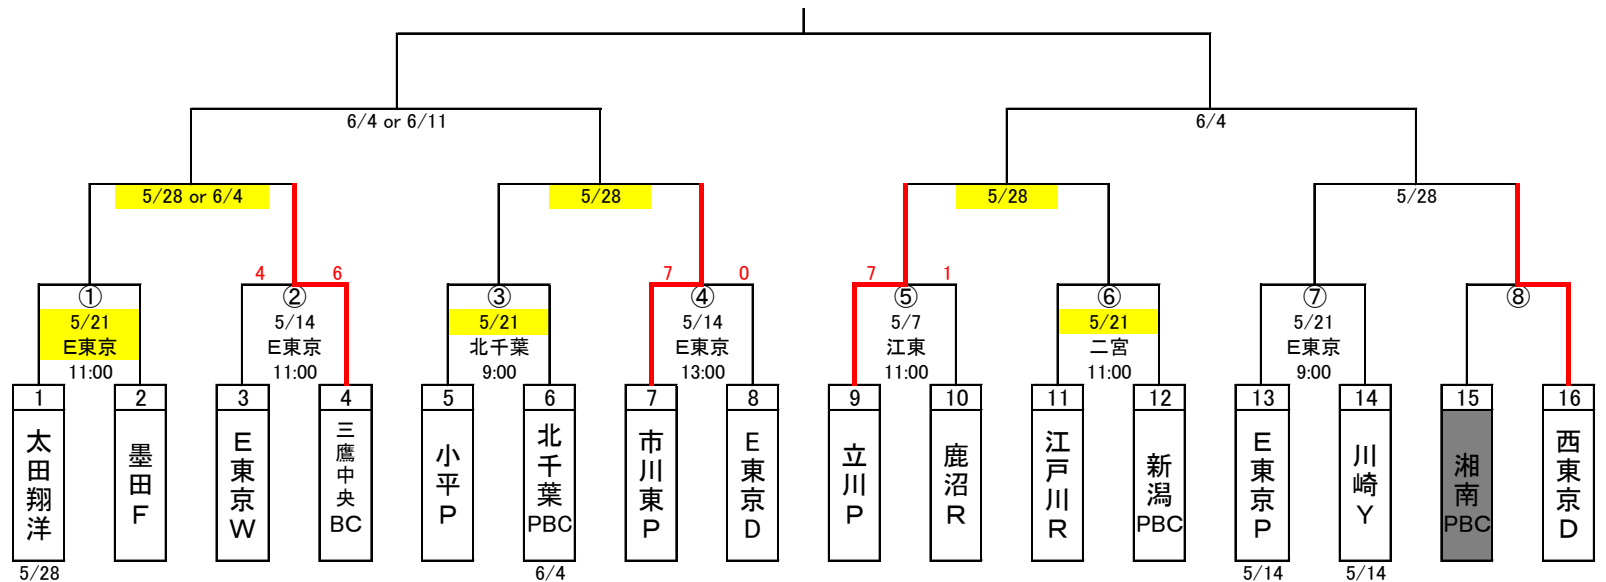 6/4 or 6/11
6/4
5/28 or 6/4
5/28
5/28
5/28
4 6
7 0
7 1
① ② ③ ④ ⑤ ⑥ ⑦ ⑧
5/21 5/14 5/21 5/14 5/7 5/21 5/21
E東京 E東京 北千葉 E東京 江東 二宮 E東京
11:00 11:00 9:00 13:00 11:00 11:00 9:00
1 2 3 4 5 6 7 8 9 10 11 12 13 14 15 16
太田翔洋
墨田F
E東京W
三鷹中央BC
小平P
北千葉PBC
市川東P
E東京D
立川P
鹿沼R
江戸川R
新潟PBC
E東京P
川崎Y
湘南PBC
西東京D
5/28 6/4 5/14 5/14